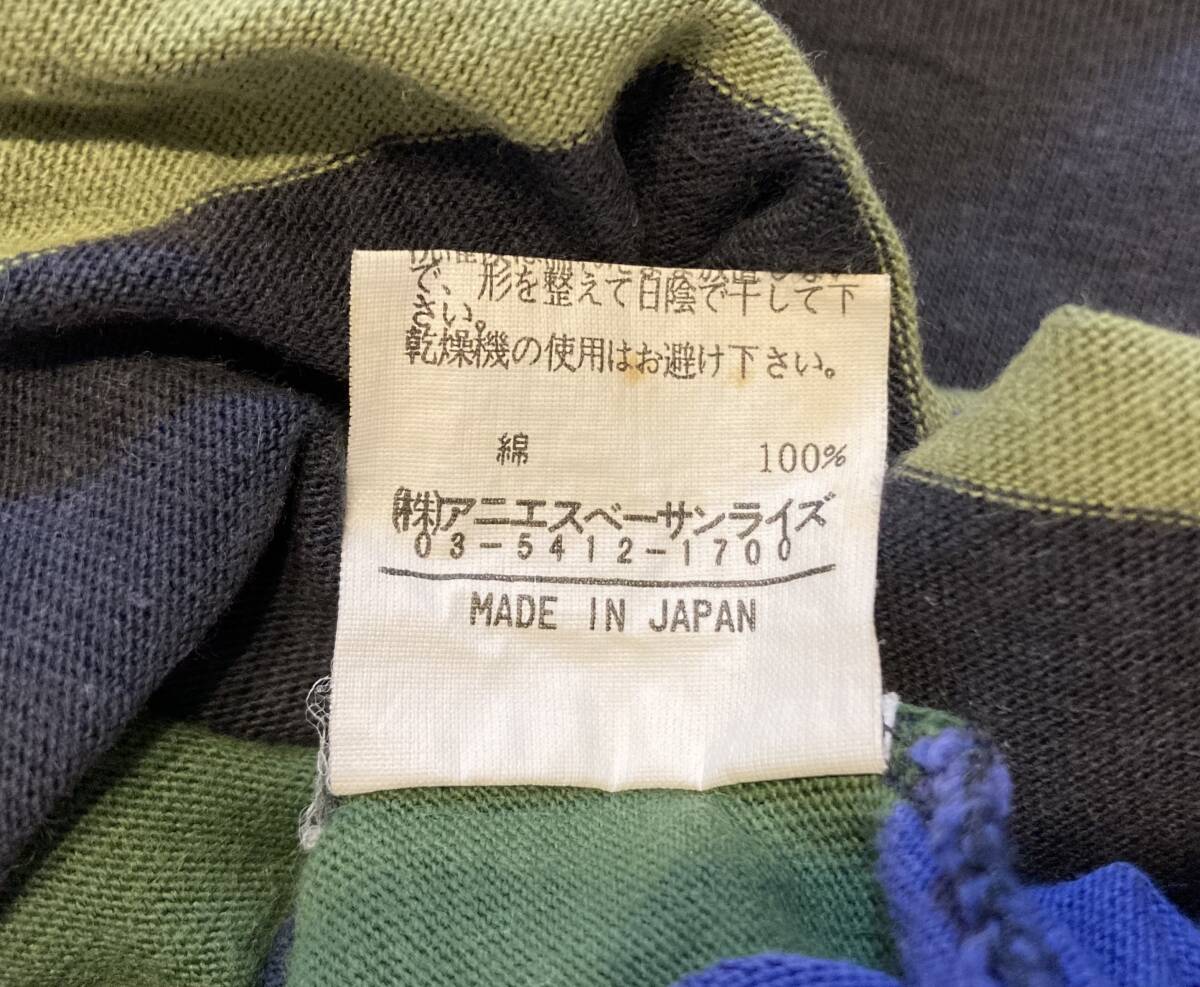 で、形を整えて日陰で干して下
さい。
乾燥機の使用はお避け下さい。
綿 100%
(株)アニエスベーサンライズ
03-5412-1700
MADE IN JAPAN